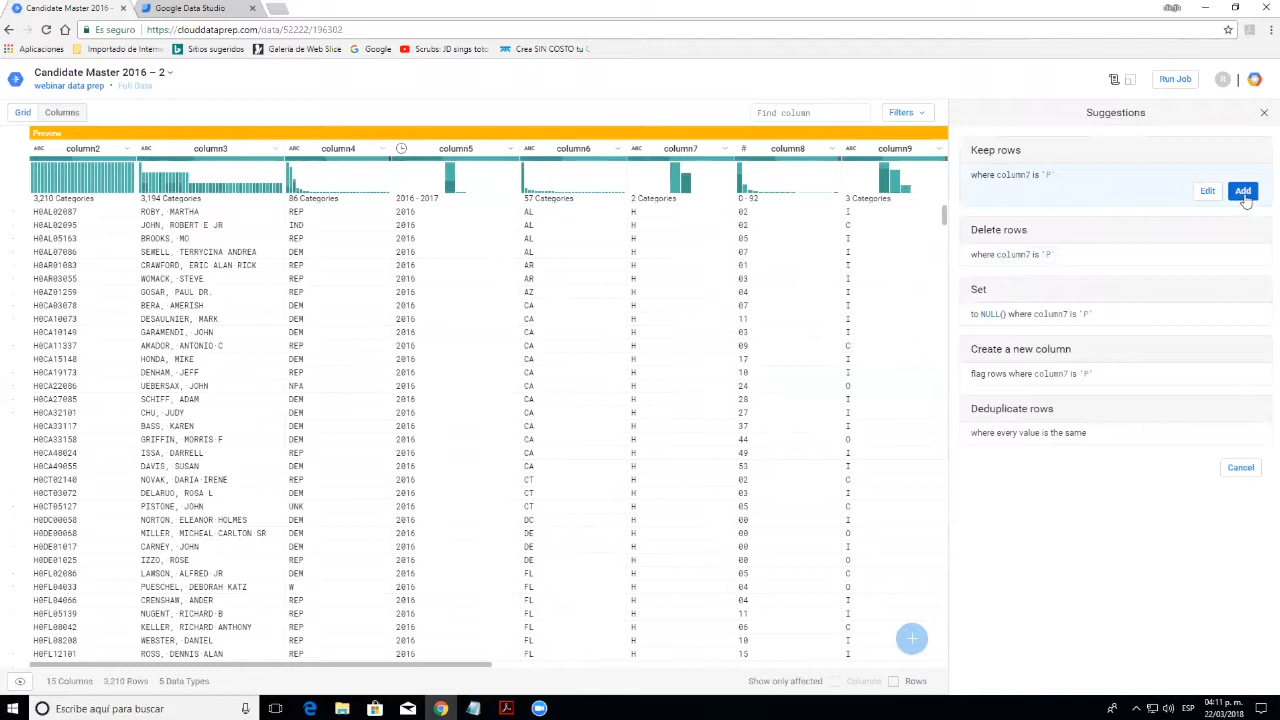 Candidate Master 2016 –
Google Data Studio
Es seguro https://clouddataprep.com/data/52222/196302
Aplicaciones Importado de Intern Sitios sugeridos Galería de Web Slice Google Scrubs: JD sings toto Crea SIN COSTO tu C
Candidate Master 2016 – 2
webinar data prep Full Data
Run Job R
Grid Columns Find column Filters
Suggestions
Preview
ABC column2 ABC column3 ABC column4 column5 ABC column6 ABC column7 # column8 ABC column9
3,210 Categories 3,194 Categories 86 Categories 2016 - 2017 57 Categories 2 Categories 0 - 92 3 Categories
H0AL02087 ROBY, MARTHA REP 2016 AL H 02 I
H0AL02095 JOHN, ROBERT E JR IND 2016 AL H 02 C
H0AL05163 BROOKS, MO REP 2016 AL H 05 I
H0AL07086 SEWELL, TERRYCINA ANDREA DEM 2016 AL H 07 I
H0AR01083 CRAWFORD, ERIC ALAN RICK REP 2016 AR H 01 I
H0AR03055 WOMACK, STEVE REP 2016 AR H 03 I
H0AZ01259 GOSAR, PAUL DR. REP 2016 AZ H 04 I
H0CA03078 BERA, AMERISH DEM 2016 CA H 07 I
H0CA10073 DESAULNIER, MARK DEM 2016 CA H 11 I
H0CA10149 GARAMENDI, JOHN DEM 2016 CA H 03 I
H0CA11337 AMADOR, ANTONIO C REP 2016 CA H 09 C
H0CA15148 HONDA, MIKE DEM 2016 CA H 17 I
H0CA19173 DENHAM, JEFF REP 2016 CA H 10 I
H0CA22086 UEBERSAX, JOHN NPA 2016 CA H 24 O
H0CA27085 SCHIFF, ADAM DEM 2016 CA H 28 I
H0CA32101 CHU, JUDY DEM 2016 CA H 27 I
H0CA33117 BASS, KAREN DEM 2016 CA H 37 I
H0CA33158 GRIFFIN, MORRIS F DEM 2016 CA H 44 O
H0CA48024 ISSA, DARRELL REP 2016 CA H 49 I
H0CA49055 DAVIS, SUSAN DEM 2016 CA H 53 I
H0CT02140 NOVAK, DARIA IRENE REP 2016 CT H 02 C
H0CT03072 DELARUO, ROSA L DEM 2016 CT H 03 I
H0CT05127 PISTONE, JOHN UNK 2016 CT H 05 C
H0DC00058 NORTON, ELEANOR HOLMES DEM 2016 DC H 00 I
H0DE00068 MILLER, MICHEAL CARLTON SR DEM 2016 DE H 00 O
H0DE01017 CARNEY, JOHN DEM 2016 DE H 00 I
H0DE01025 IZZO, ROSE REP 2016 DE H 00 O
H0FL02086 LAWSON, ALFRED JR DEM 2016 FL H 05 C
H0FL04033 PUESCHEL, DEBORAH KATZ W 2016 FL H 04 O
H0FL04066 CRENSHAW, ANDER REP 2016 FL H 04 I
H0FL05139 NUGENT, RICHARD B REP 2016 FL H 11 I
H0FL08042 KELLER, RICHARD ANTHONY REP 2016 FL H 06 C
H0FL08208 WEBSTER, DANIEL REP 2016 FL H 10 I
H0FL12101 ROSS, DENNIS ALAN REP 2016 FL H 15 I
Keep rows
where column7 is 'P'
Edit Add
Delete rows
where column7 is 'P'
Set
to NULL() where column7 is 'P'
Create a new column
flag rows where column7 is 'P'
Deduplicate rows
where every value is the same
Cancel
15 Columns 3,210 Rows 5 Data Types Show only affected Columns Rows
Escribe aquí para buscar
ESP
04:11 p. m.
22/03/2018